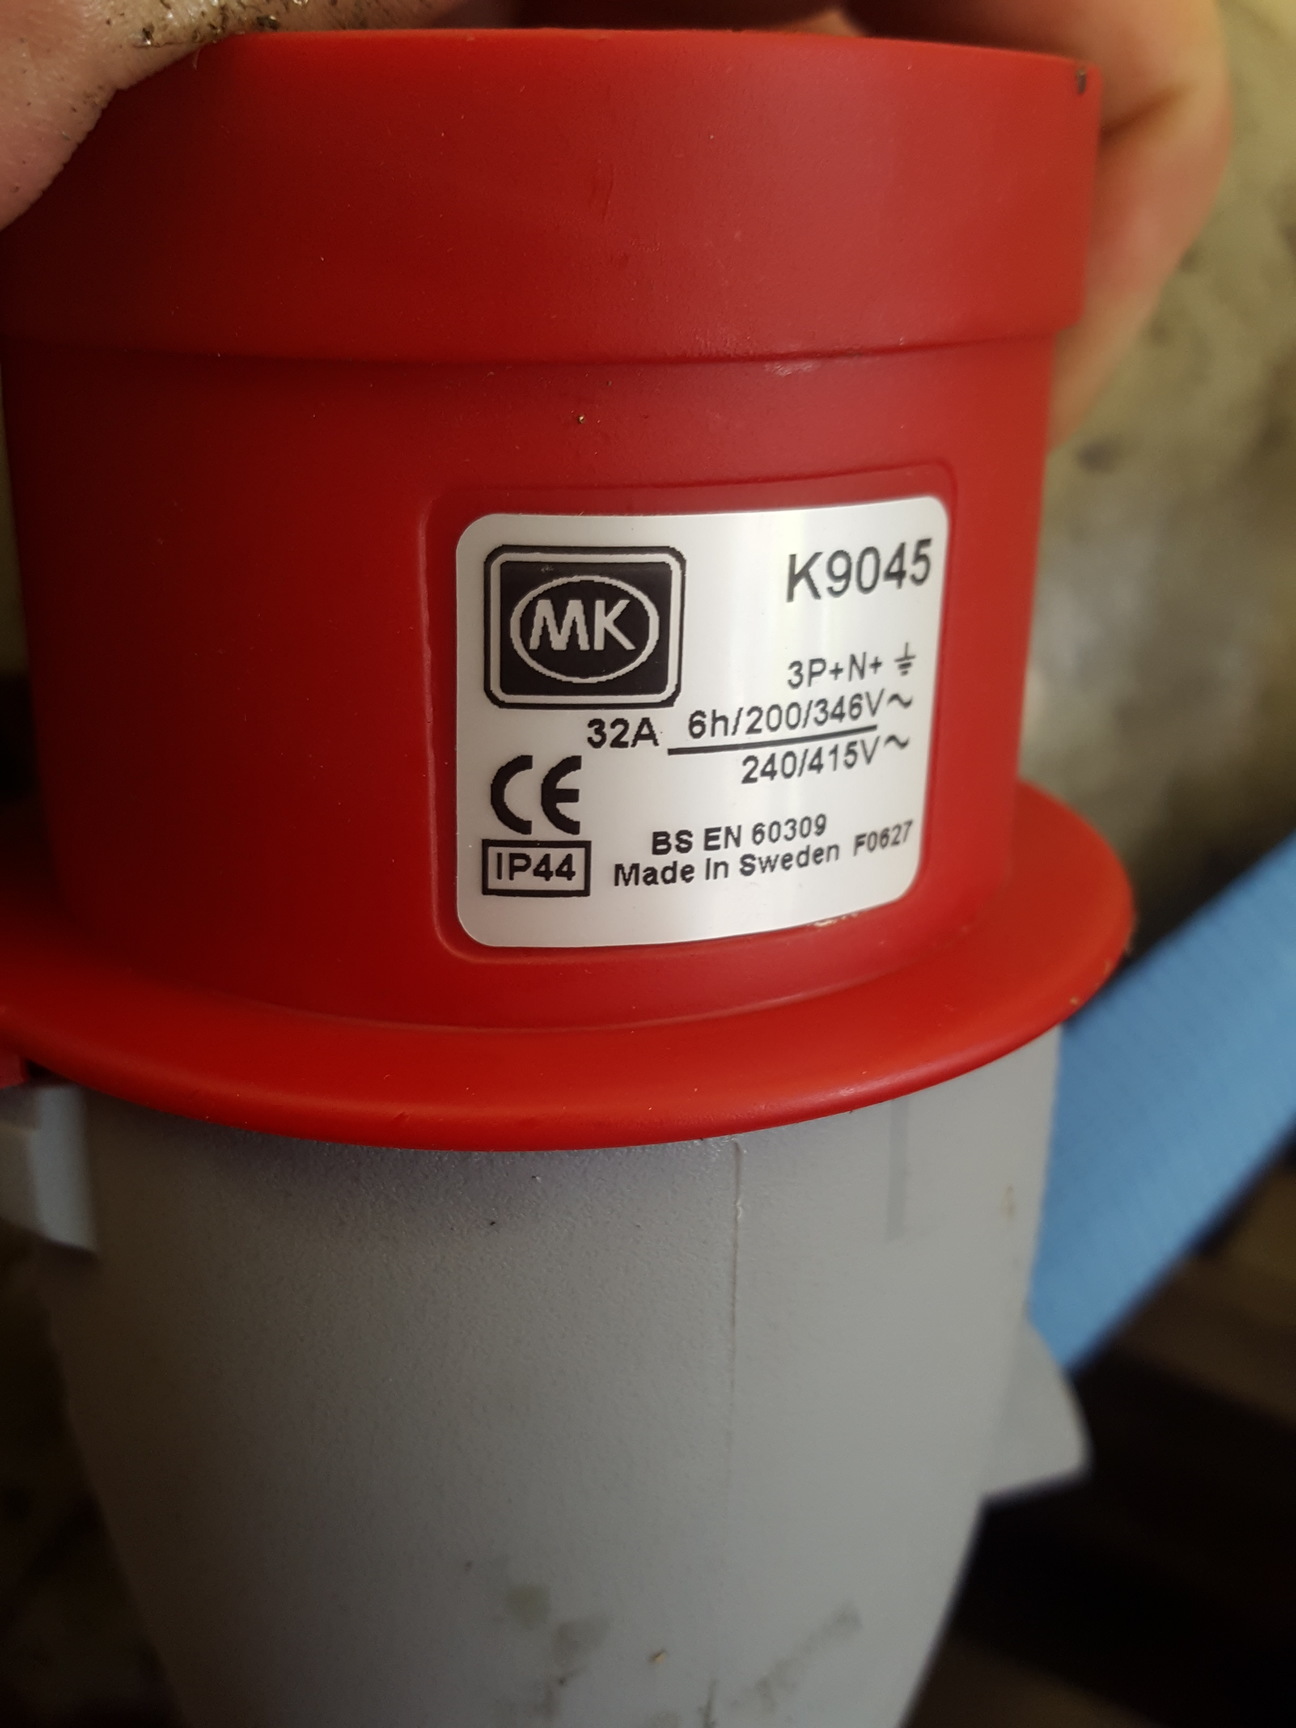 MK
K9045
3P+N+⏚
32A 6h/200/346V~
240/415V~
CE
BS EN 60309
IP44 Made In Sweden F0627